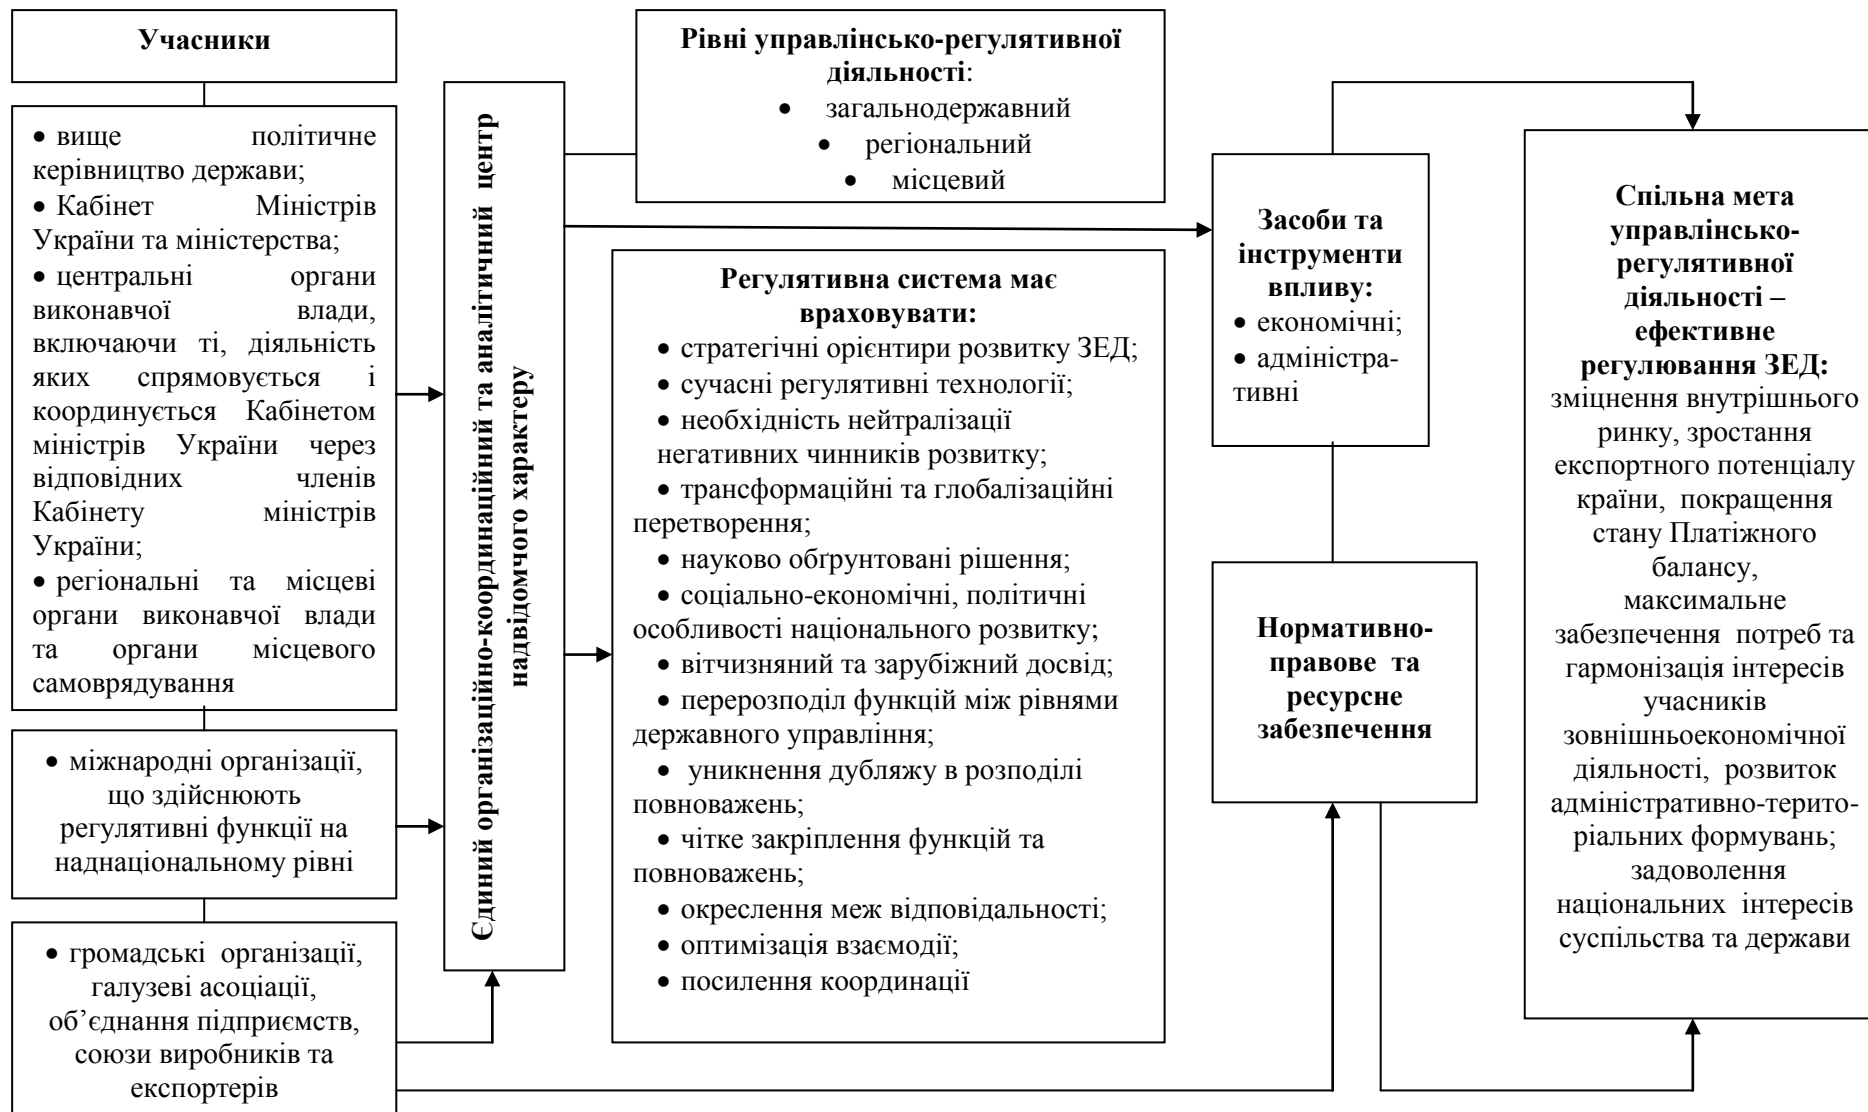 Учасники
• вище політичне
керівництво держави;
• Кабінет Міністрів
України та міністерства;
• центральні органи
виконавчої влади,
включаючи ті, діяльність
яких спрямовується і
координується Кабінетом
міністрів України через
відповідних членів
Кабінету міністрів
України;
• регіональні та місцеві
органи виконавчої влади
та органи місцевого
самоврядування
• міжнародні організації,
що здійснюють
регулятивні функції на
наднаціональному рівні
• громадські організації,
галузеві асоціації,
об’єднання підприємств,
союзи виробників та
експортерів
Єдиний організаційно-координаційний та аналітичний центр
надвідомчого характеру
Рівні управлінсько-регулятивної
діяльності:
• загальнодержавний
• регіональний
• місцевий
Регулятивна система має
враховувати:
• стратегічні орієнтири розвитку ЗЕД;
• сучасні регулятивні технології;
• необхідність нейтралізації
негативних чинників розвитку;
• трансформаційні та глобалізаційні
перетворення;
• науково обґрунтовані рішення;
• соціально-економічні, політичні
особливості національного розвитку;
• вітчизняний та зарубіжний досвід;
• перерозподіл функцій між рівнями
державного управління;
• уникнення дубляжу в розподілі
повноважень;
• чітке закріплення функцій та
повноважень;
• окреслення меж відповідальності;
• оптимізація взаємодії;
• посилення координації
Засоби та
інструменти
впливу:
• економічні;
• адміністра-
тивні
Нормативно-
правове та
ресурсне
забезпечення
Спільна мета
управлінсько-
регулятивної
діяльності –
ефективне
регулювання ЗЕД:
зміцнення внутрішнього
ринку, зростання
експортного потенціалу
країни, покращення
стану Платіжного
балансу,
максимальне
забезпечення потреб та
гармонізація інтересів
учасників
зовнішньоекономічної
діяльності, розвиток
адміністративно-терито-
ріальних формувань;
задоволення
національних інтересів
суспільства та держави